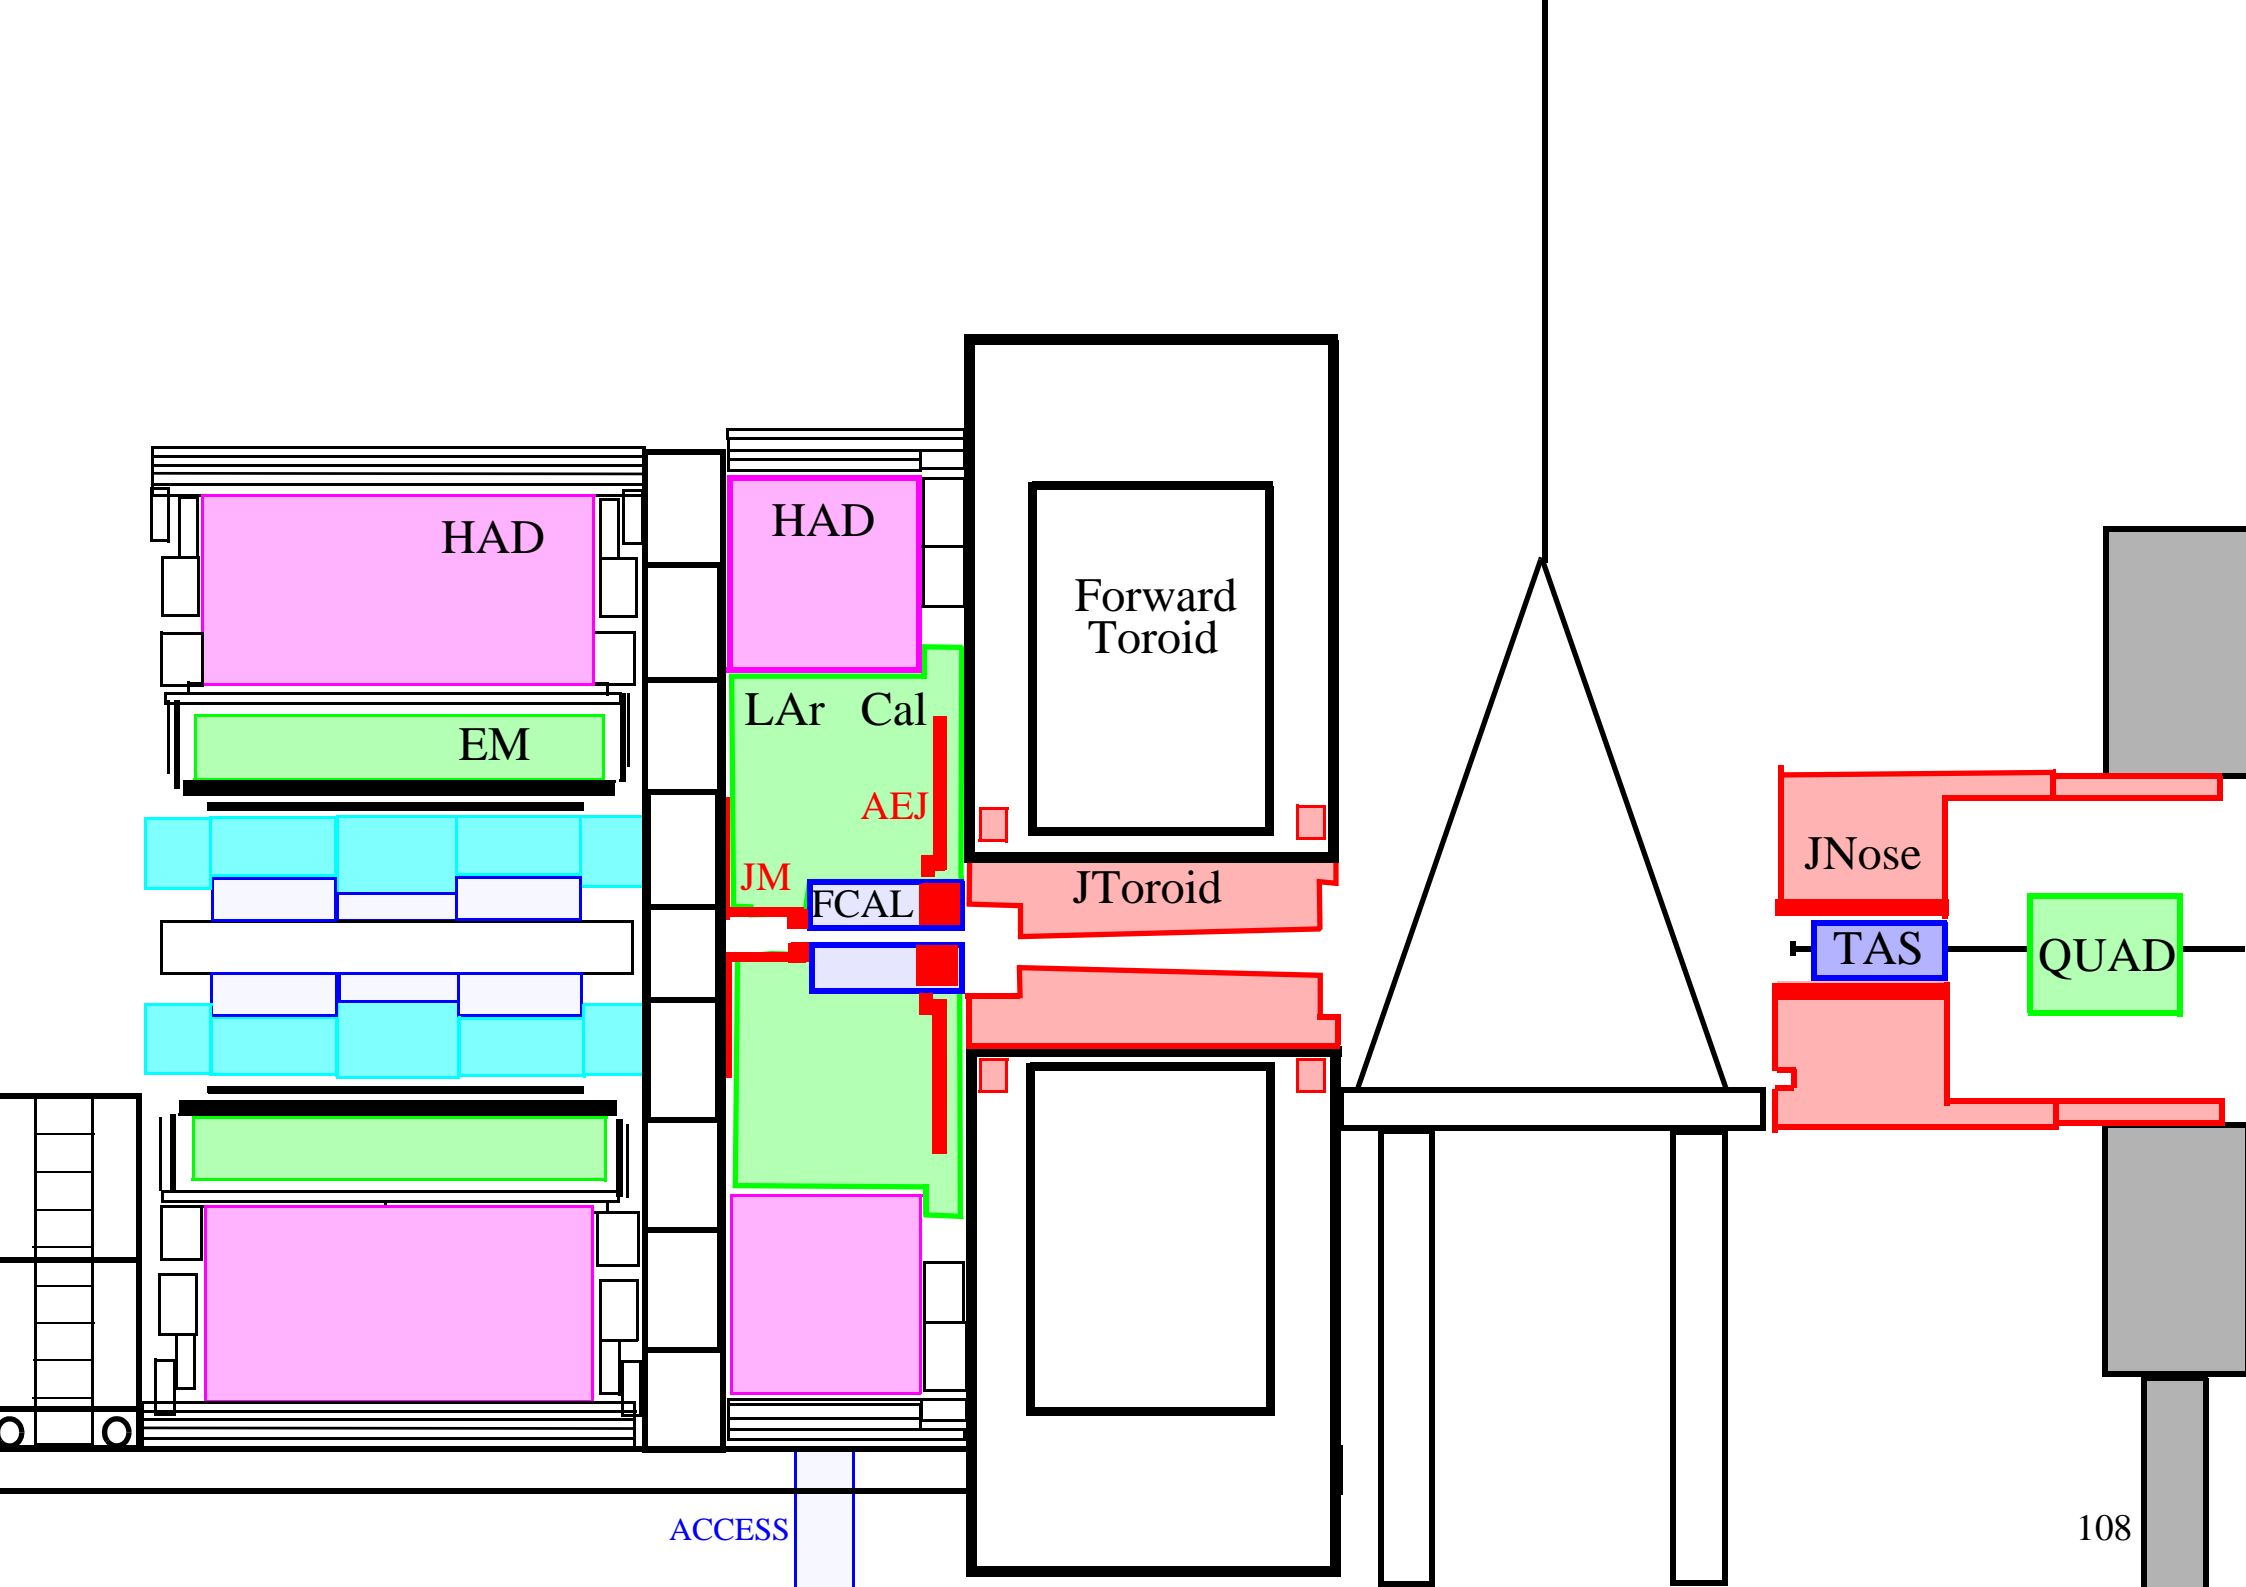 HAD
HAD
Forward
Toroid
LAr Cal
EM
AEJ
JM
FCAL
JToroid
JNose
TAS
QUAD
ACCESS
108